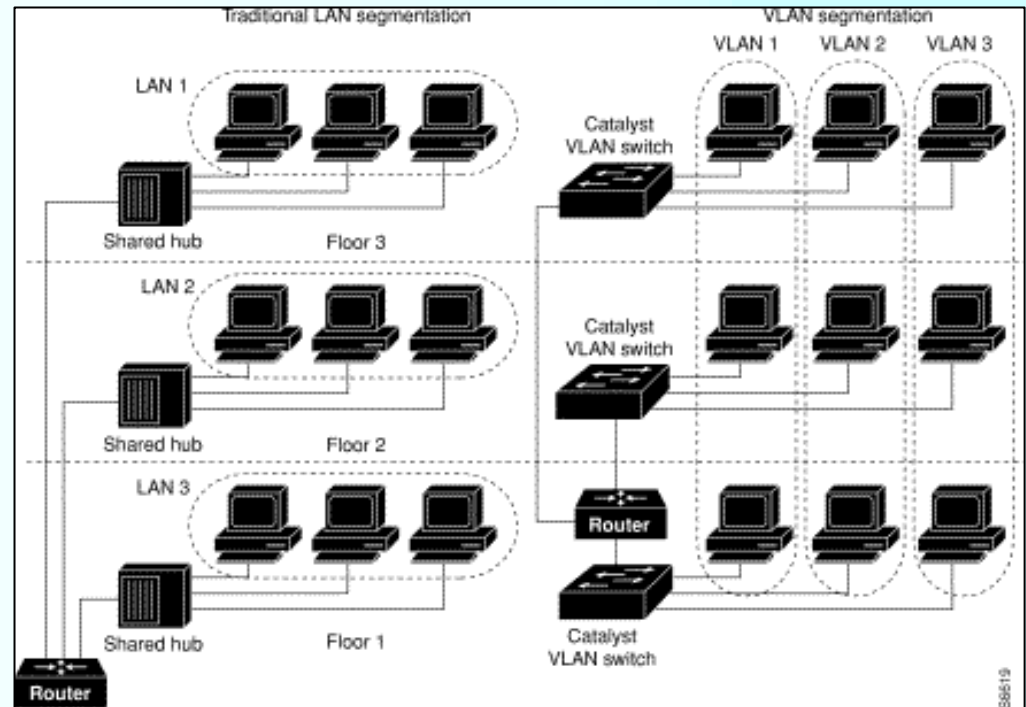 Traditional LAN segmentation
VLAN segmentation
VLAN 1
VLAN 2
VLAN 3
LAN 1
Catalyst
VLAN switch
Shared hub
Floor 3
LAN 2
Catalyst
VLAN switch
Shared hub
Floor 2
LAN 3
Router
Shared hub
Floor 1
Catalyst
VLAN switch
Router